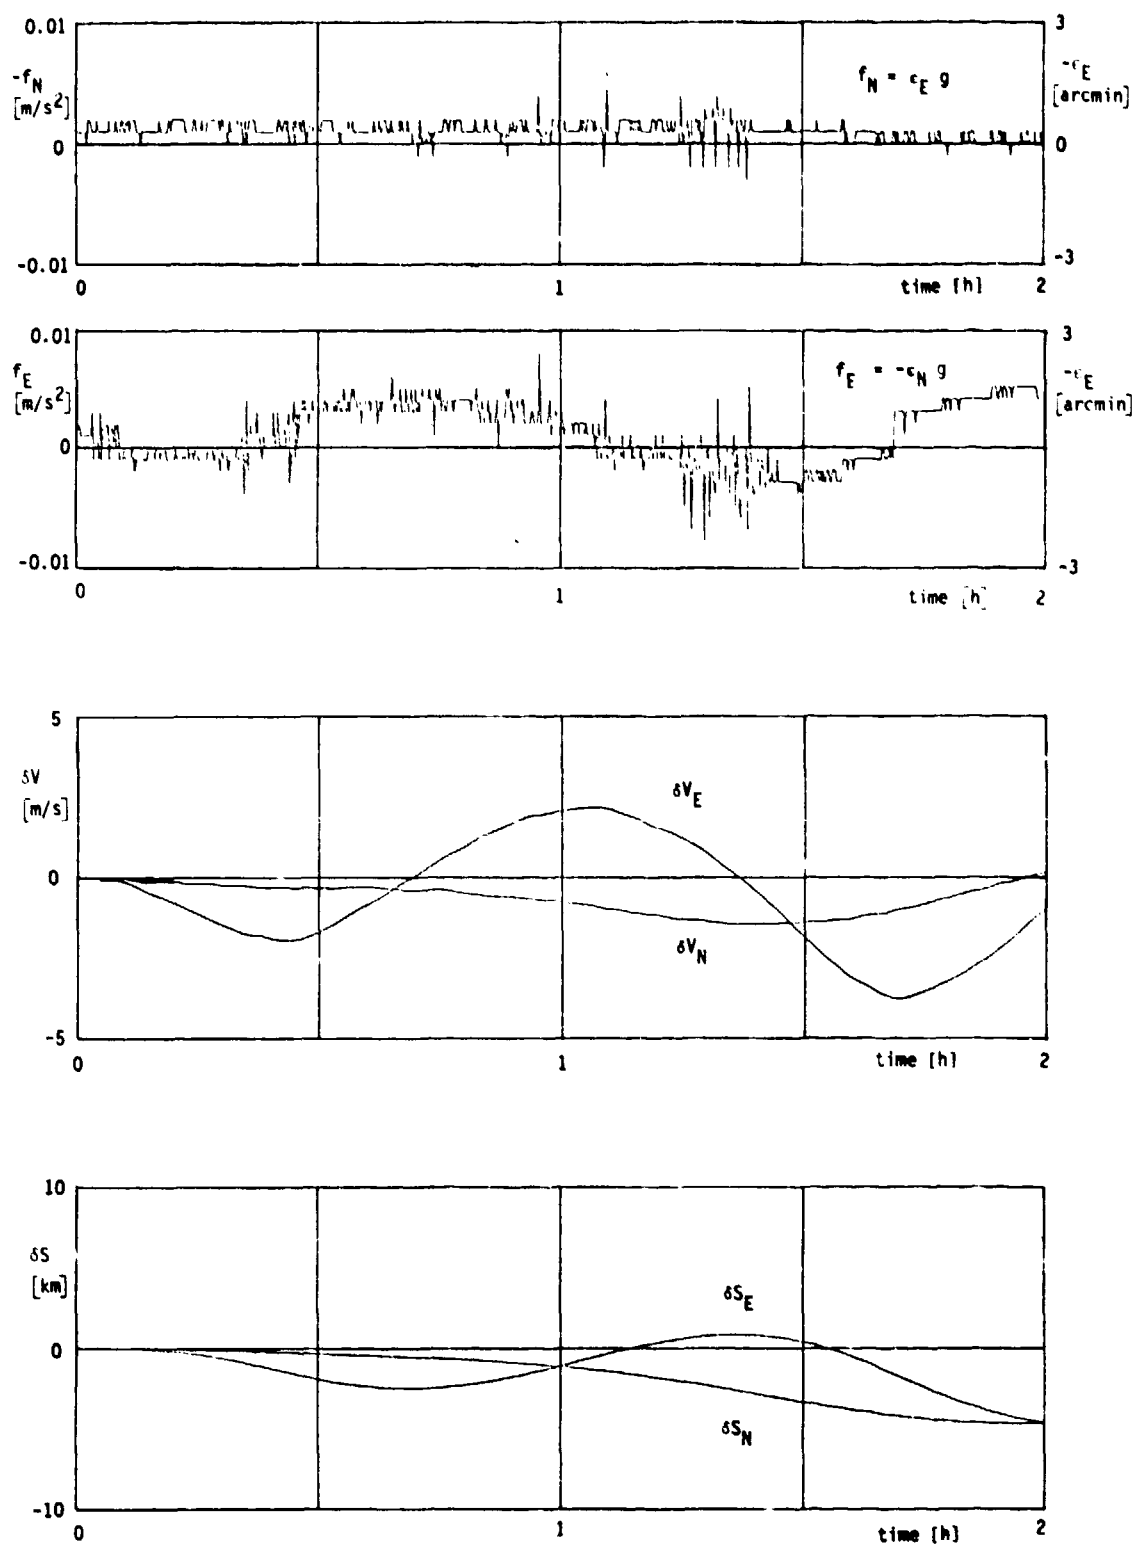 0.01
3
-f_N
[m/s²]
f_N = ε_E g
-ε_E
[arcmin]
0
0
-0.01
-3
0
1
time [h]
2
0.01
3
f_E
[m/s²]
f_E = -ε_N g
-ε_E
[arcmin]
0
-0.01
-3
0
1
time [h]
2
5
δV
[m/s]
δV_E
0
δV_N
-5
0
1
time [h]
2
10
δS
[km]
δS_E
0
δS_N
-10
0
1
time [h]
2